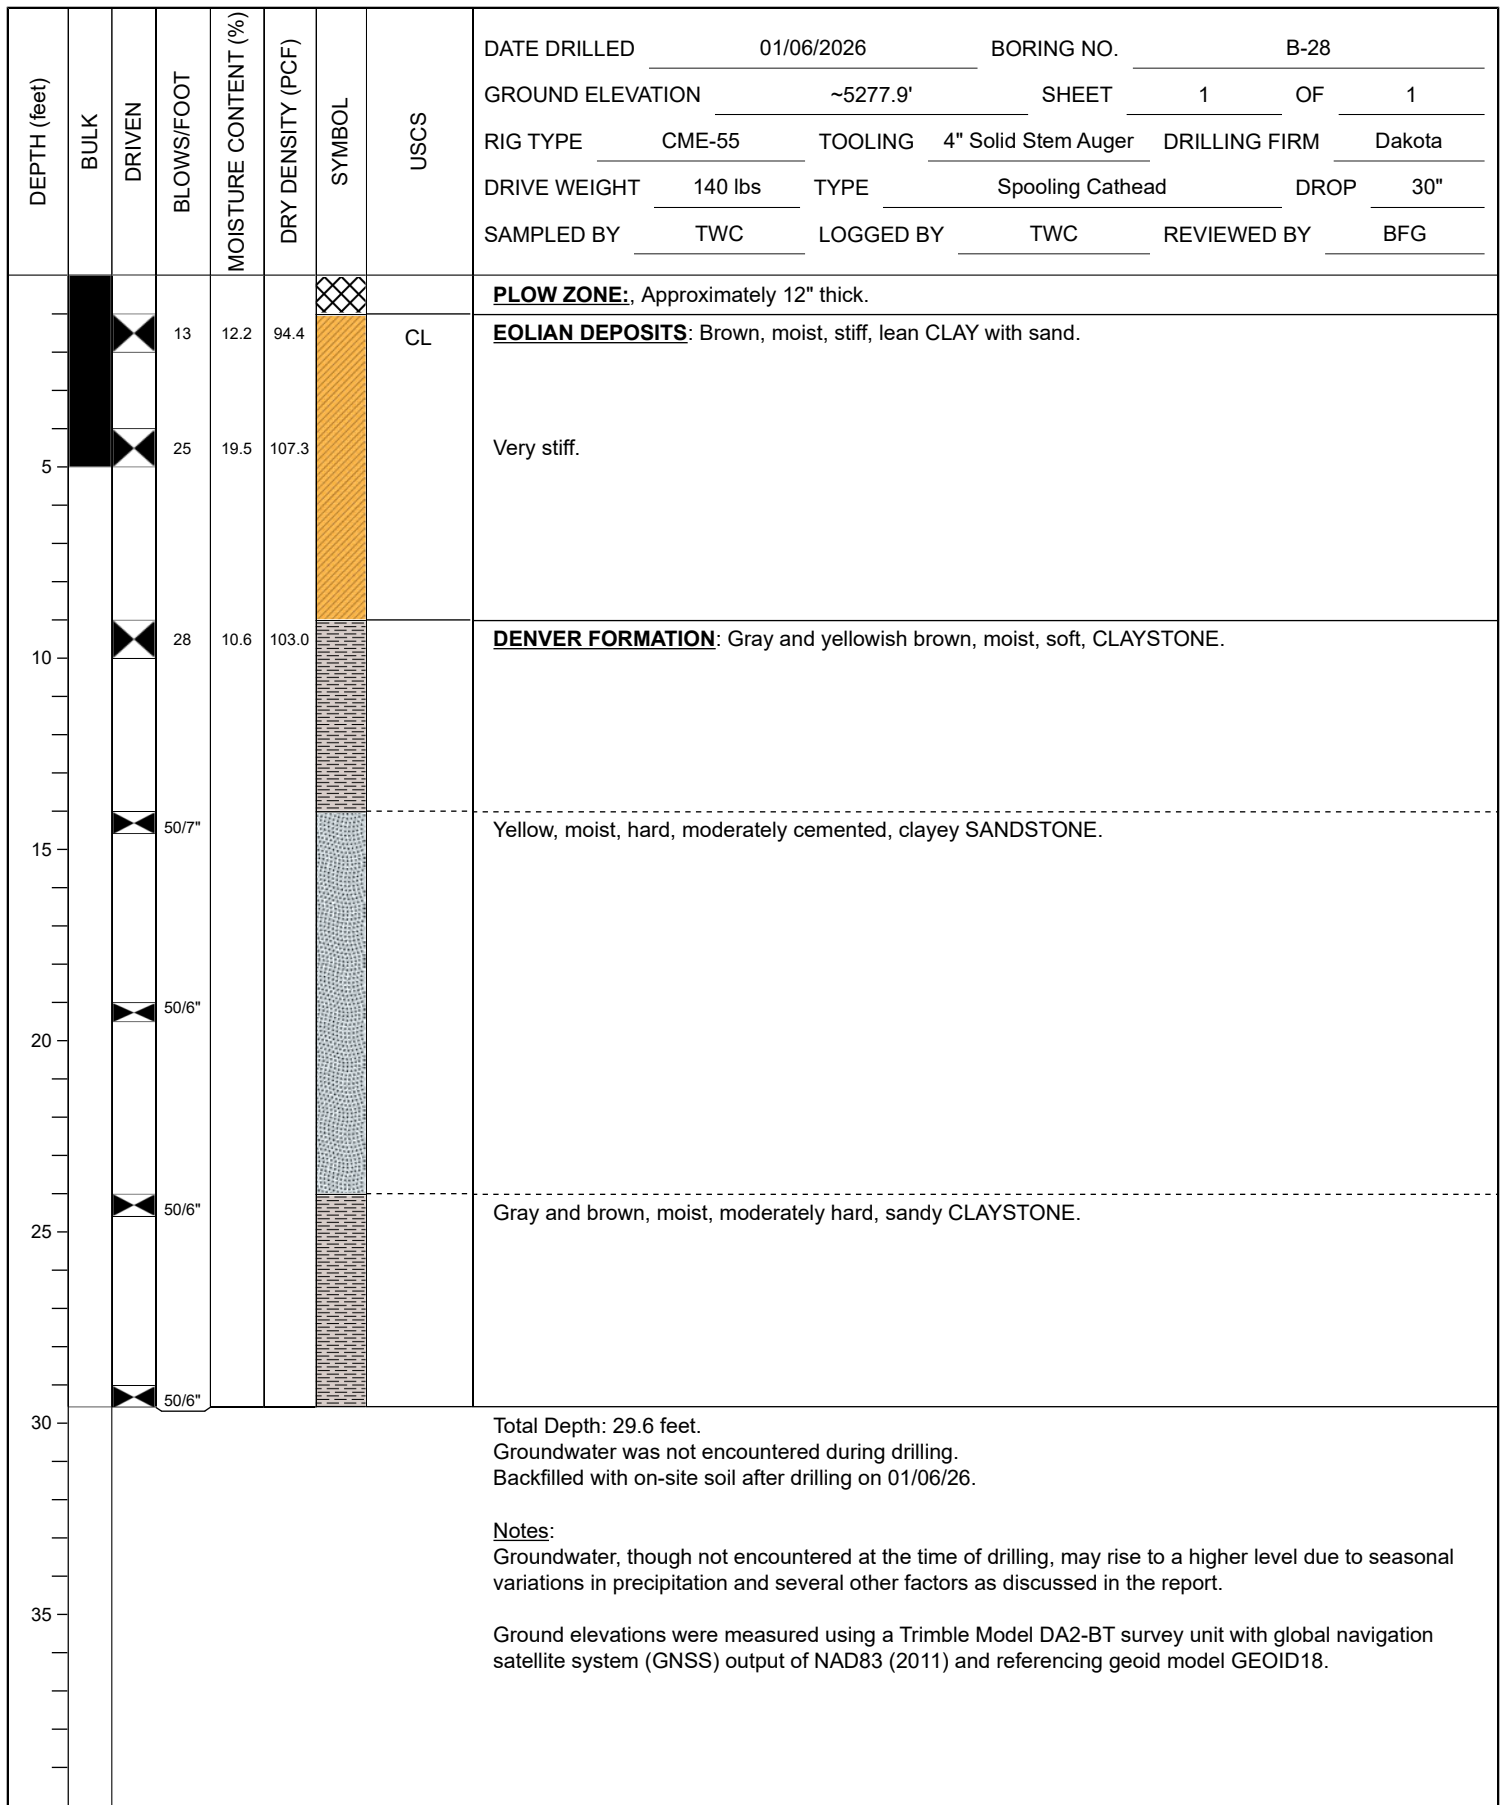 DEPTH (feet)
BULK
DRIVEN
BLOWS/FOOT
MOISTURE CONTENT (%)
DRY DENSITY (PCF)
SYMBOL
USCS
DATE DRILLED 01/06/2026 BORING NO. B-28
GROUND ELEVATION ~5277.9' SHEET 1 OF 1
RIG TYPE CME-55 TOOLING 4" Solid Stem Auger DRILLING FIRM Dakota
DRIVE WEIGHT 140 lbs TYPE Spooling Cathead DROP 30"
SAMPLED BY TWC LOGGED BY TWC REVIEWED BY BFG
PLOW ZONE:, Approximately 12" thick.
13 12.2 94.4 CL EOLIAN DEPOSITS: Brown, moist, stiff, lean CLAY with sand.
25 19.5 107.3 Very stiff.
5
28 10.6 103.0 DENVER FORMATION: Gray and yellowish brown, moist, soft, CLAYSTONE.
10
50/7" Yellow, moist, hard, moderately cemented, clayey SANDSTONE.
15
50/6"
20
50/6" Gray and brown, moist, moderately hard, sandy CLAYSTONE.
25
50/6"
30 Total Depth: 29.6 feet.
Groundwater was not encountered during drilling.
Backfilled with on-site soil after drilling on 01/06/26.
Notes:
Groundwater, though not encountered at the time of drilling, may rise to a higher level due to seasonal
variations in precipitation and several other factors as discussed in the report.
35
Ground elevations were measured using a Trimble Model DA2-BT survey unit with global navigation
satellite system (GNSS) output of NAD83 (2011) and referencing geoid model GEOID18.